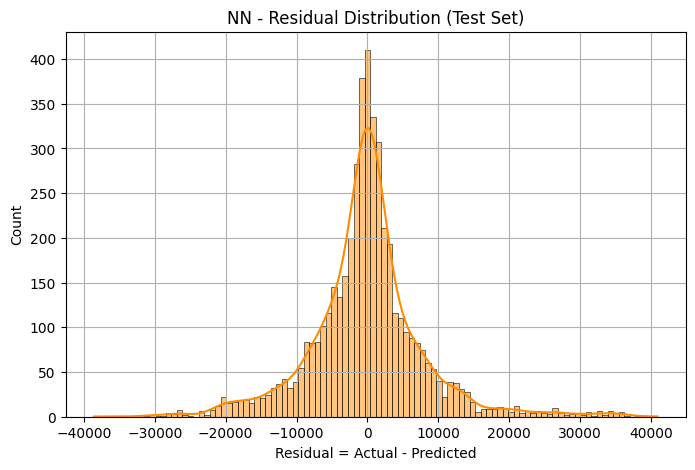 NN - Residual Distribution (Test Set)
400
350
300
250
200
150
100
50
0
Count
−40000 −30000 −20000 −10000 0 10000 20000 30000 40000
Residual = Actual - Predicted